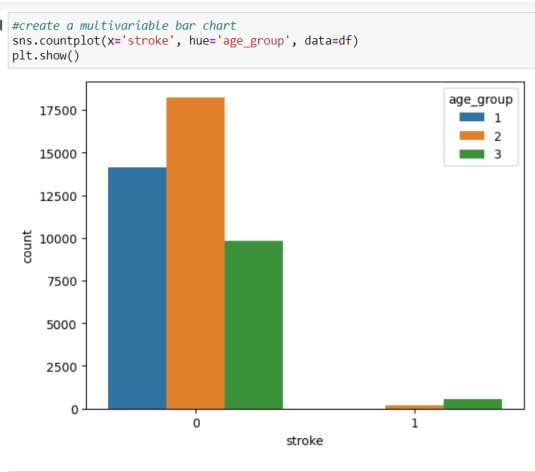 #create a multivariable bar chart
sns.countplot(x='stroke', hue='age_group', data=df)
plt.show()
age_group
1
2
3
17500
15000
12500
10000
7500
5000
2500
0
count
0 1
stroke